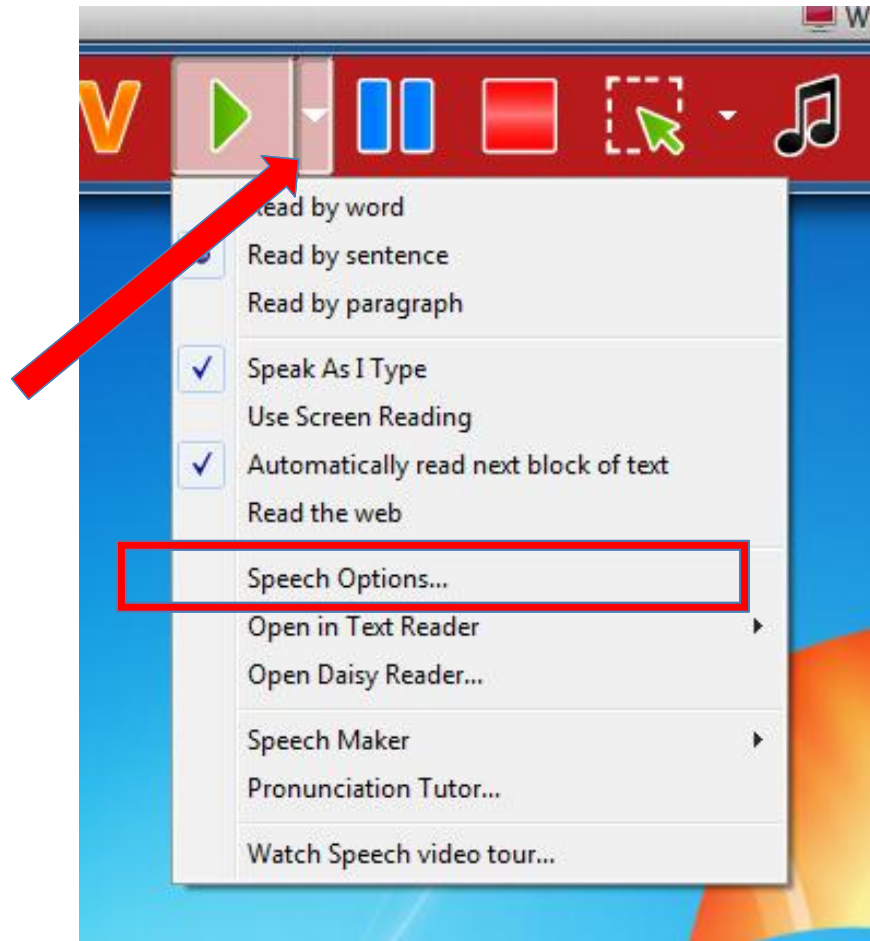 W
V
Read by word
Read by sentence
Read by paragraph
Speak As I Type
Use Screen Reading
Automatically read next block of text
Read the web
Speech Options...
Open in Text Reader
Open Daisy Reader...
Speech Maker
Pronunciation Tutor...
Watch Speech video tour...